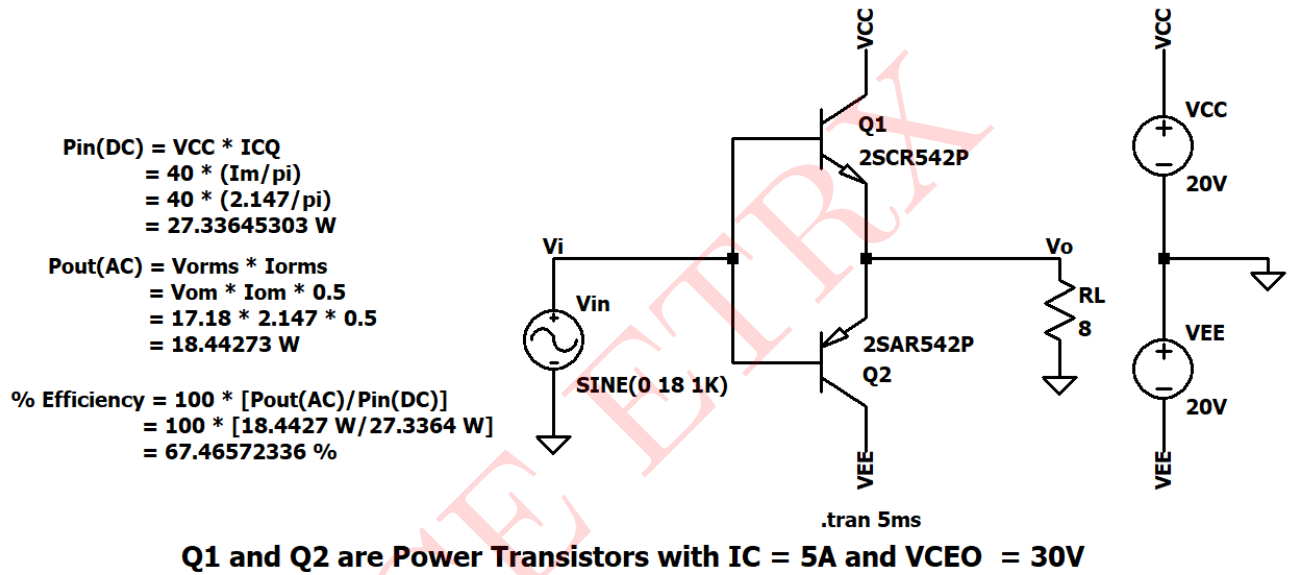 Pin(DC) = VCC * ICQ
= 40 * (Im/pi)
= 40 * (2.147/pi)
= 27.33645303 W
Pout(AC) = Vorms * Iorms
= Vom * Iom * 0.5
= 17.18 * 2.147 * 0.5
= 18.44273 W
% Efficiency = 100 * [Pout(AC)/Pin(DC)]
= 100 * [18.4427 W/27.3364 W]
= 67.46572336 %
VCC
Q1
2SCR542P
Vi
Vin
SINE(0 18 1K)
Vo
RL
8
2SAR542P
Q2
VEE
VCC
VCC
20V
VEE
20V
VEE
.tran 5ms
Q1 and Q2 are Power Transistors with IC = 5A and VCEO = 30V
ETRX